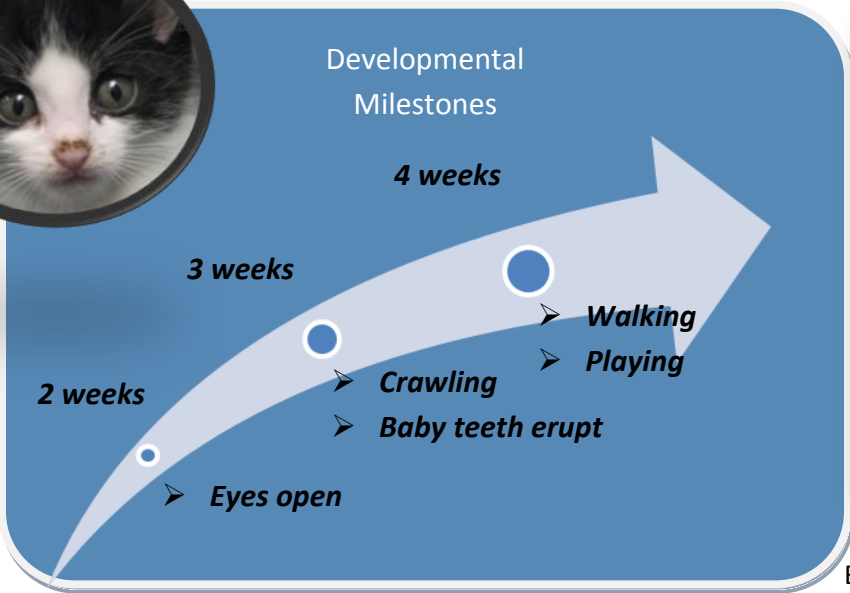 Developmental
Milestones
4 weeks
3 weeks
➢ Walking
➢ Playing
2 weeks
➢ Crawling
➢ Baby teeth erupt
➢ Eyes open